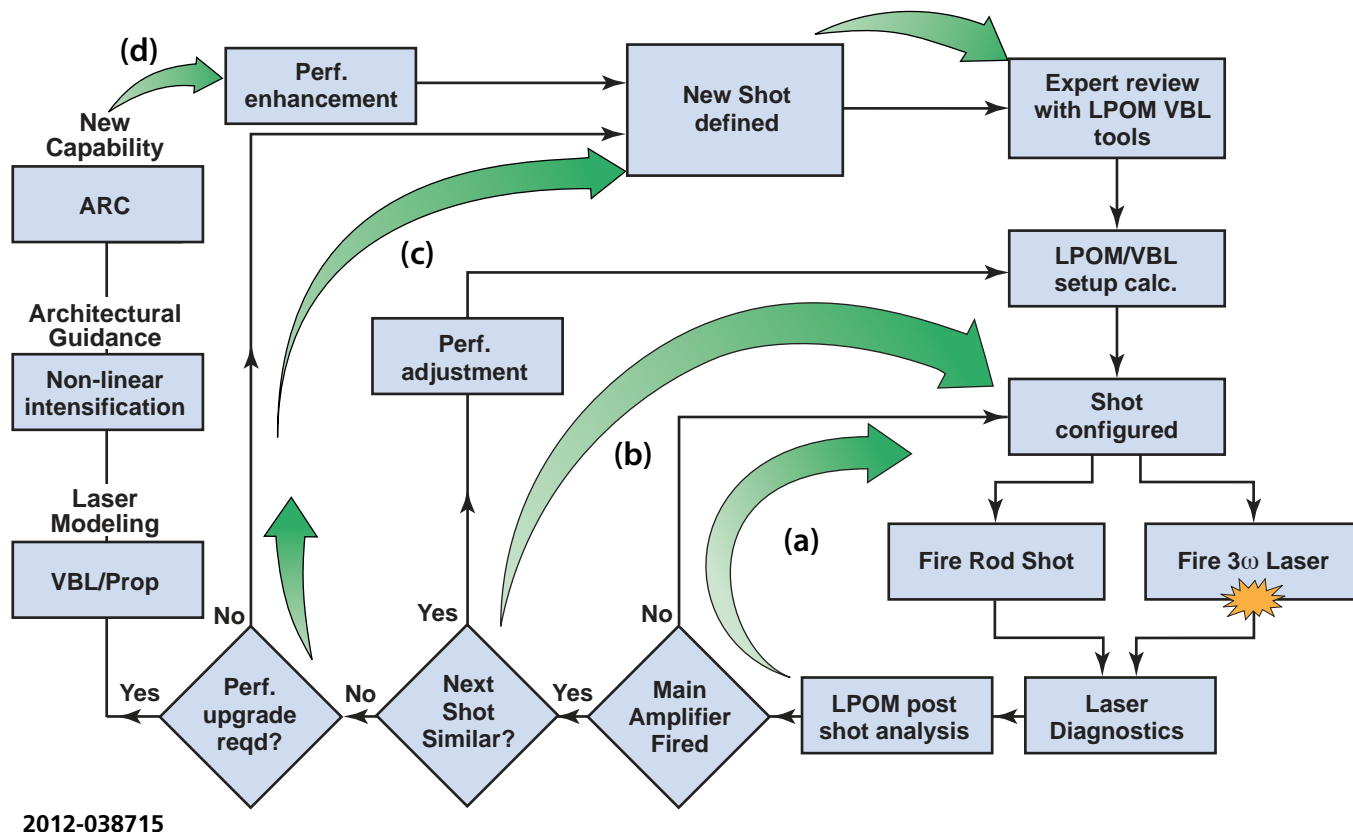 (d)
Perf.
enhancement
New Shot
defined
Expert review
with LPOM VBL
tools
New
Capability
ARC
(c)
LPOM/VBL
setup calc.
Architectural
Guidance
Non-linear
intensification
Perf.
adjustment
Shot
configured
(b)
Laser
Modeling
VBL/Prop
(a)
Fire Rod Shot
Fire 3ω Laser
No
Yes
No
Yes
Perf.
upgrade
reqd?
No
Next
Shot
Similar?
Yes
Main
Amplifier
Fired
LPOM post
shot analysis
Laser
Diagnostics
2012-038715